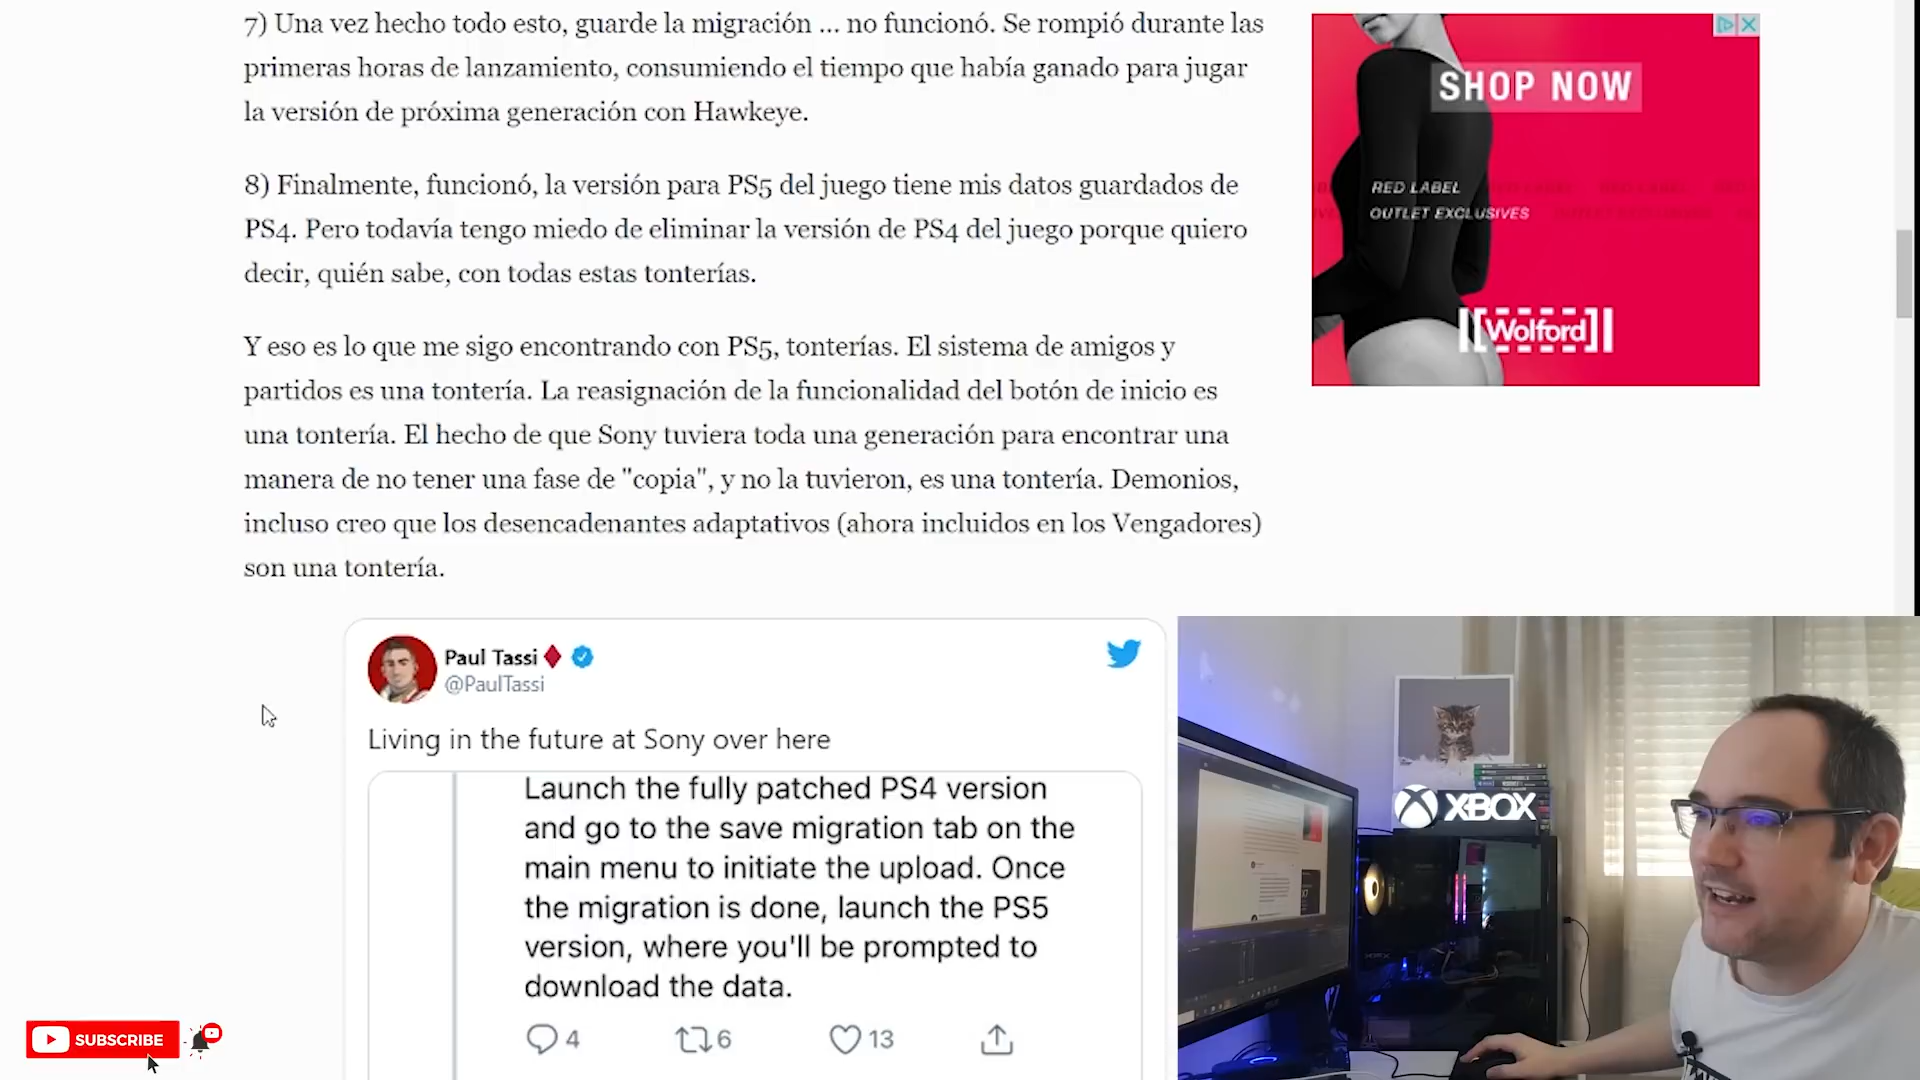 7) Una vez hecho todo esto, guarde la migración ... no funcionó. Se rompió durante las
primeras horas de lanzamiento, consumiendo el tiempo que había ganado para jugar
la versión de próxima generación con Hawkeye.
8) Finalmente, funcionó, la versión para PS5 del juego tiene mis datos guardados de
PS4. Pero todavía tengo miedo de eliminar la versión de PS4 del juego porque quiero
decir, quién sabe, con todas estas tonterías.
Y eso es lo que me sigo encontrando con PS5, tonterías. El sistema de amigos y
partidos es una tontería. La reasignación de la funcionalidad del botón de inicio es
una tontería. El hecho de que Sony tuviera toda una generación para encontrar una
manera de no tener una fase de "copia", y no la tuvieron, es una tontería. Demonios,
incluso creo que los desencadenantes adaptativos (ahora incluidos en los Vengadores)
son una tontería.
SHOP NOW
RED LABEL
OUTLET EXCLUSIVES
Wolford
Paul Tassi
@PaulTassi
Living in the future at Sony over here
Launch the fully patched PS4 version
and go to the save migration tab on the
main menu to initiate the upload. Once
the migration is done, launch the PS5
version, where you'll be prompted to
download the data.
4
6
13
SUBSCRIBE
XBOX